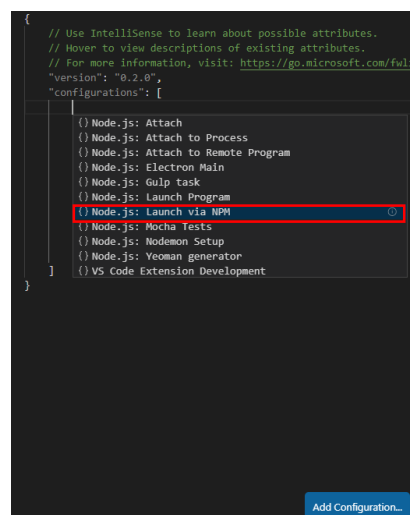 {
// Use IntelliSense to learn about possible attributes.
// Hover to view descriptions of existing attributes.
// For more information, visit: https://go.microsoft.com/fwli
"version": "0.2.0",
"configurations": [
{} Node.js: Attach
{} Node.js: Attach to Process
{} Node.js: Attach to Remote Program
{} Node.js: Electron Main
{} Node.js: Gulp task
{} Node.js: Launch Program
{} Node.js: Launch via NPM
{} Node.js: Mocha Tests
{} Node.js: Nodemon Setup
{} Node.js: Yeoman generator
] {} VS Code Extension Development
}
Add Configuration...